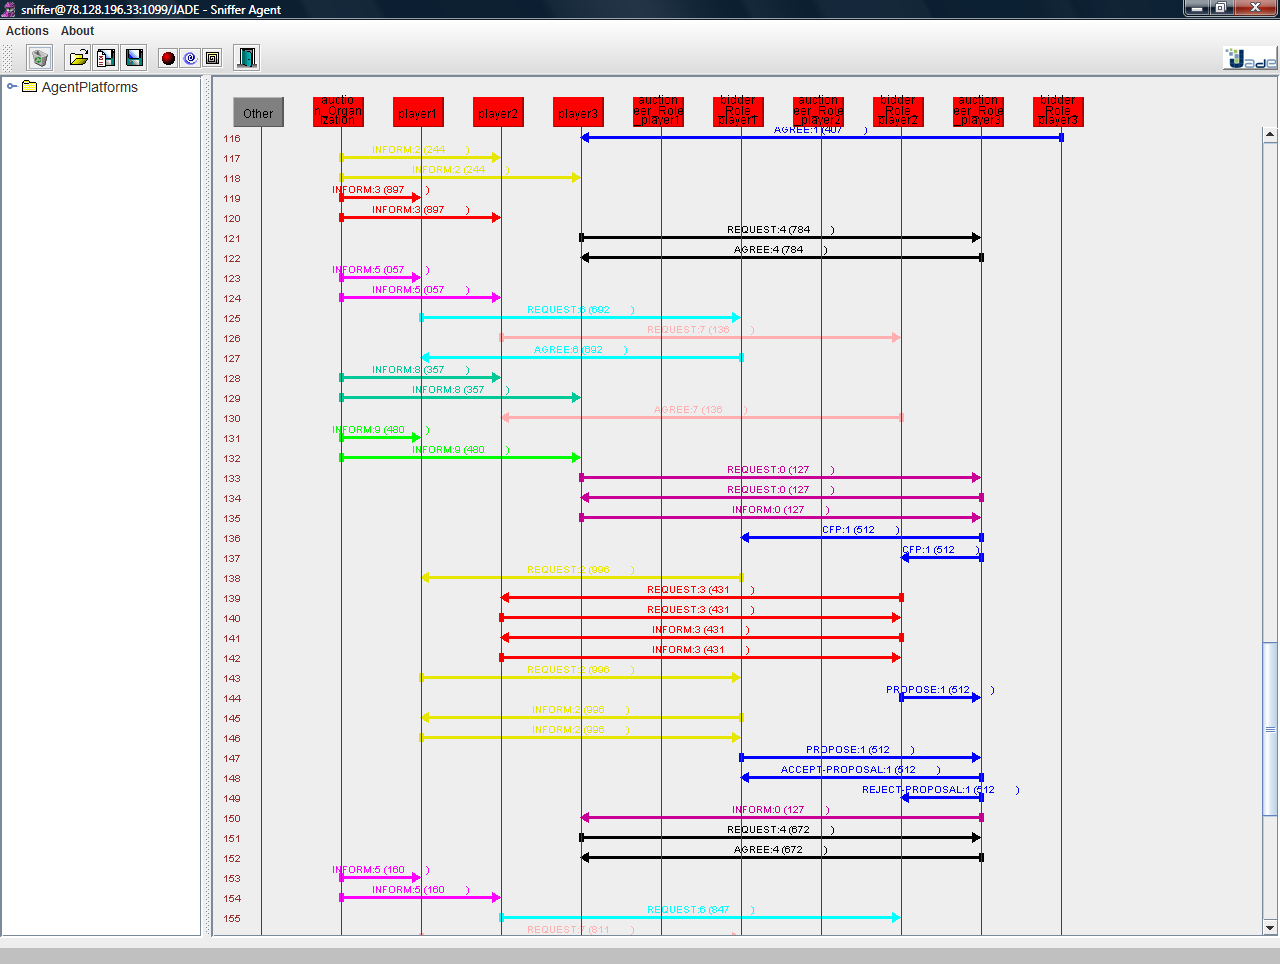 sniffer@78.128.196.33:1099/JADE - Sniffer Agent
Actions About
Jade
AgentPlatforms
Other
auctio
n_Organ
ization
player1
player2
player3
auction
eer_Role
player1
bidder
Role_
player1
auction
eer_Role
player2
bidder
Role_
player2
auction
eer_Role
player3
bidder
Role_
player3
116 AGREE:1 (407 )
117 INFORM:2 (244 )
118 INFORM:2 (244 )
119 INFORM:3 (897 )
120 INFORM:3 (897 )
121 REQUEST:4 (784 )
122 AGREE:4 (784 )
123 INFORM:5 (057 )
124 INFORM:5 (057 )
125 REQUEST:6 (692 )
126 REQUEST:7 (136 )
127 AGREE:6 (692 )
128 INFORM:8 (357 )
129 INFORM:8 (357 )
130 AGREE:7 (136 )
131 INFORM:9 (480 )
132 INFORM:9 (480 )
133 REQUEST:0 (127 )
134 REQUEST:0 (127 )
135 INFORM:0 (127 )
136 CFP:1 (512 )
137 CFP:1 (512 )
138 REQUEST:2 (996 )
139 REQUEST:3 (431 )
140 REQUEST:3 (431 )
141 INFORM:3 (431 )
142 INFORM:3 (431 )
143 REQUEST:2 (996 )
144 PROPOSE:1 (512 )
145 INFORM:2 (996 )
146 INFORM:2 (996 )
147 PROPOSE:1 (512 )
148 ACCEPT-PROPOSAL:1 (512 )
149 REJECT-PROPOSAL:1 (512 )
150 INFORM:0 (127 )
151 REQUEST:4 (672 )
152 AGREE:4 (672 )
153 INFORM:5 (160 )
154 INFORM:5 (160 )
155 REQUEST:6 (847 )
REQUEST:7 (811 )